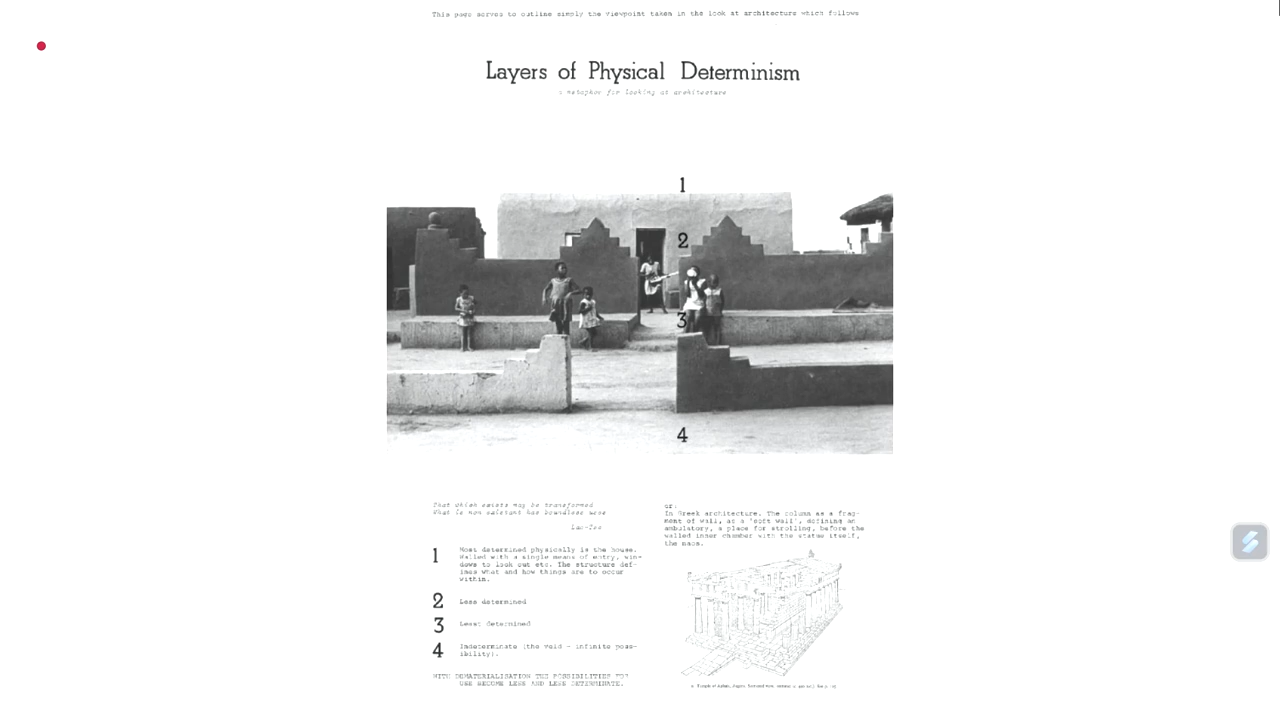 This page serves to outline simply the viewpoint taken in the look at architecture which follows
Layers of Physical Determinism
a metaphor for looking at architecture
1
2
3
4
That which exists may be transformed
What is non existant has boundless uses
Lao-Tse
1 Most determined physically is the house.
Walled with a single means of entry, win-
dows to look out etc. The structure def-
ines what and how things are to occur
within.
2 Less determined
3 Least determined
4 Indeterminate (the void - infinite poss-
ibility).
WITH DEMATERIALISATION THE POSSIBILITIES FOR
USE BECOME LESS AND LESS DETERMINATE.
or.
In Greek architecture. The column as a frag-
ment of wall, as a 'soft wall', defining an
ambulatory, a place for strolling, before the
walled inner chamber with the statue itself,
the naos.
Temple of Aphaia, Aegina